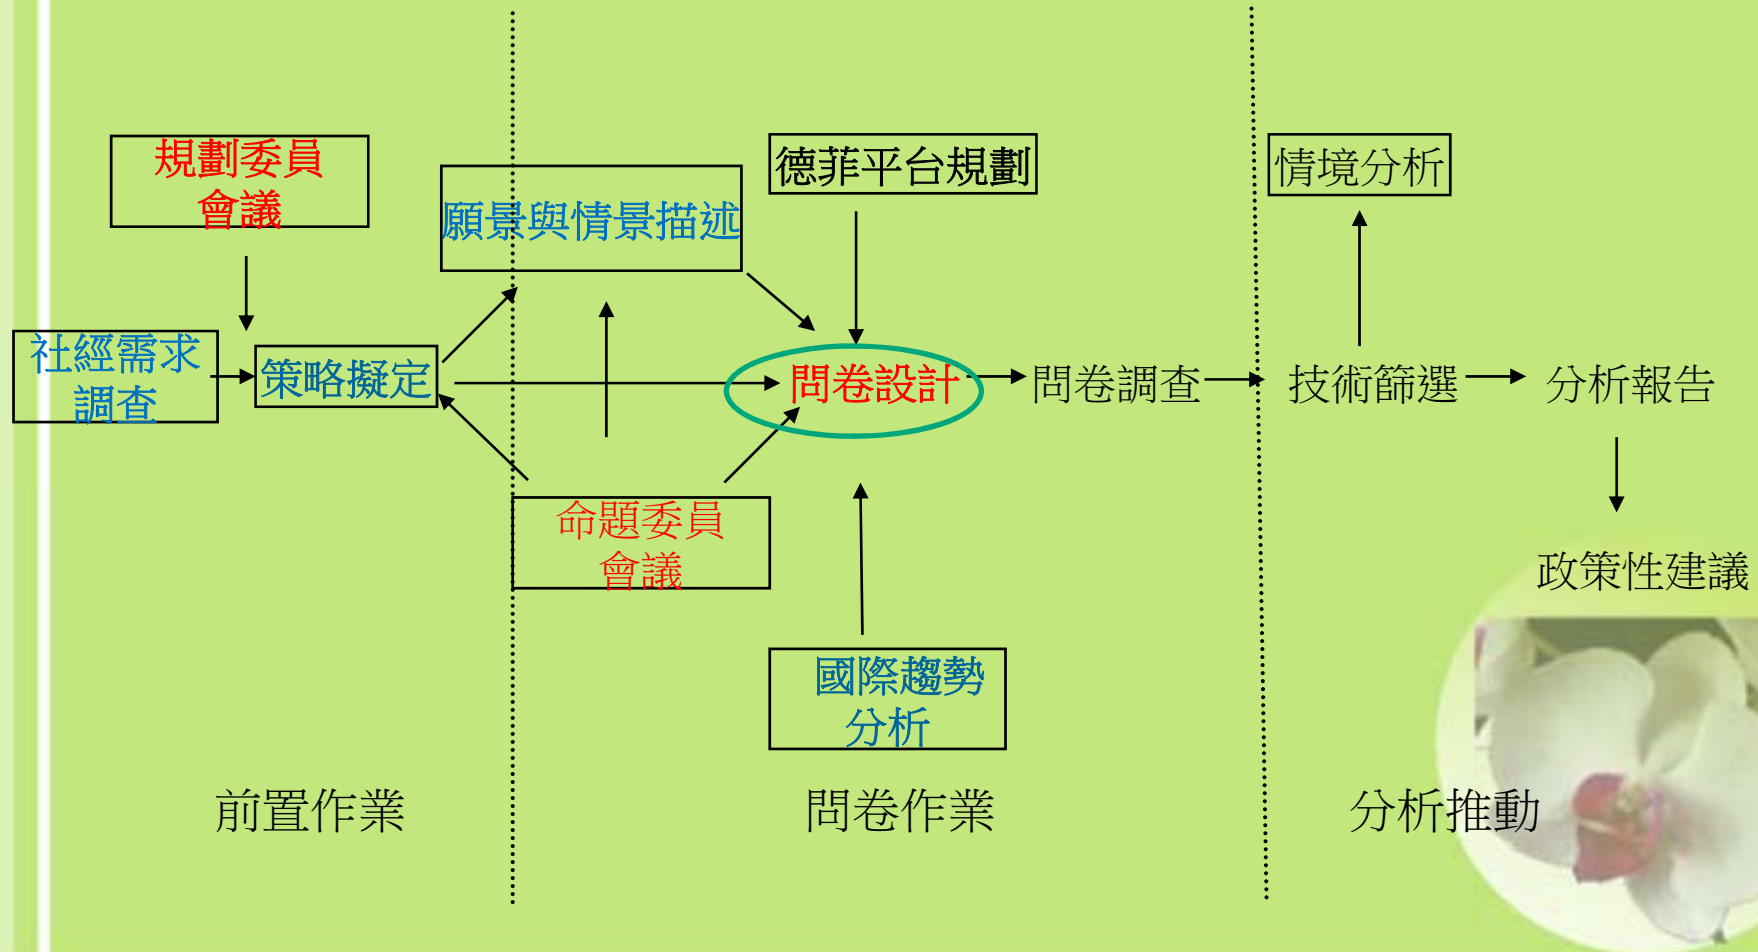 規劃委員
會議
願景與情景描述
德菲平台規劃
情境分析
社經需求
調查
策略擬定
問卷設計
問卷調查
技術篩選
分析報告
命題委員
會議
政策性建議
國際趨勢
分析
前置作業
問卷作業
分析推動